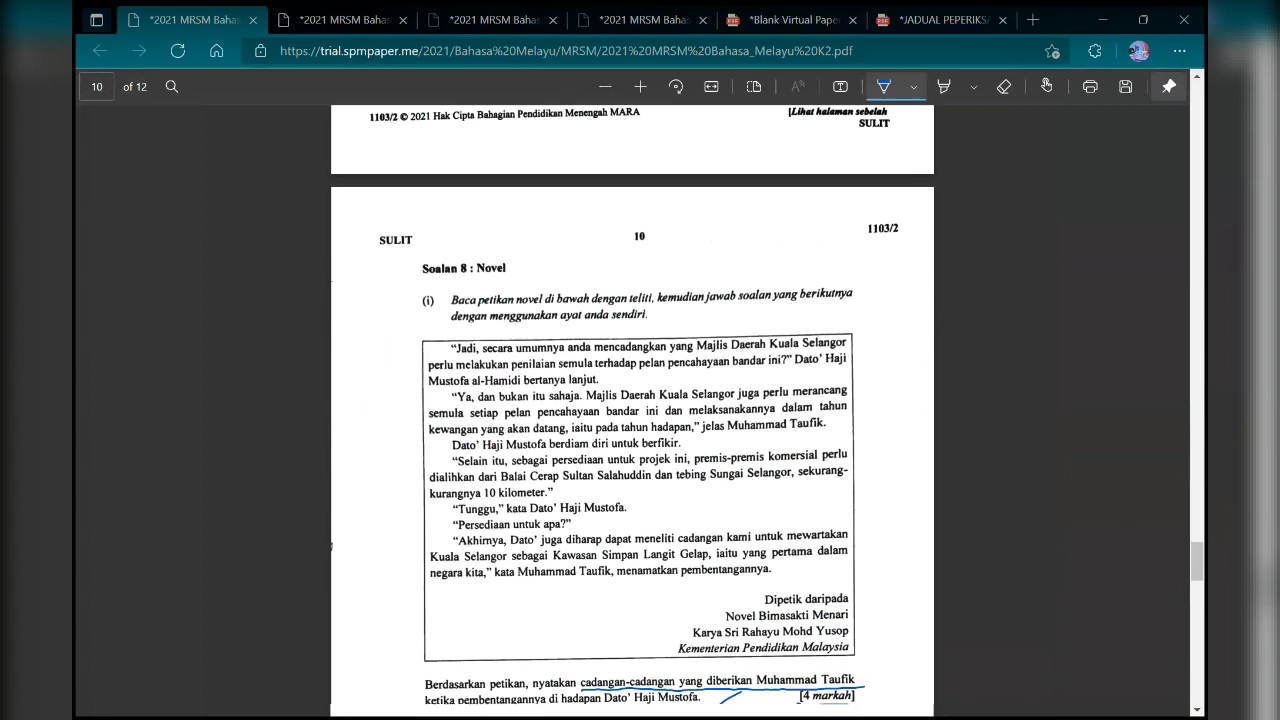 *2021 MRSM Bahas
*2021 MRSM Bahas
*2021 MRSM Bahas
*2021 MRSM Bahas
*Blank Virtual Pape
*JADUAL PEPERIKS
https://trial.spmpaper.me/2021/Bahasa%20Melayu/MRSM/2021%20MRSM%20Bahasa_Melayu%20K2.pdf
10 of 12
1103/2 © 2021 Hak Cipta Bahagian Pendidikan Menengah MARA
[Lihat halaman sebelah
SULIT
SULIT
10
1103/2
Soalan 8 : Novel
(i) Baca petikan novel di bawah dengan teliti, kemudian jawab soalan yang berikutnya
dengan menggunakan ayat anda sendiri.
“Jadi, secara umumnya anda mencadangkan yang Majlis Daerah Kuala Selangor
perlu melakukan penilaian semula terhadap pelan pencahayaan bandar ini?” Dato’ Haji
Mustofa al-Hamidi bertanya lanjut.
“Ya, dan bukan itu sahaja. Majlis Daerah Kuala Selangor juga perlu merancang
semula setiap pelan pencahayaan bandar ini dan melaksanakannya dalam tahun
kewangan yang akan datang, iaitu pada tahun hadapan,” jelas Muhammad Taufik.
Dato’ Haji Mustofa berdiam diri untuk berfikir.
“Selain itu, sebagai persediaan untuk projek ini, premis-premis komersial perlu
dialihkan dari Balai Cerap Sultan Salahuddin dan tebing Sungai Selangor, sekurang-
kurangnya 10 kilometer.”
“Tunggu,” kata Dato’ Haji Mustofa.
“Persediaan untuk apa?”
“Akhirnya, Dato’ juga diharap dapat meneliti cadangan kami untuk mewartakan
Kuala Selangor sebagai Kawasan Simpan Langit Gelap, iaitu yang pertama dalam
negara kita,” kata Muhammad Taufik, menamatkan pembentangannya.
Dipetik daripada
Novel Bimasakti Menari
Karya Sri Rahayu Mohd Yusop
Kementerian Pendidikan Malaysia
Berdasarkan petikan, nyatakan cadangan-cadangan yang diberikan Muhammad Taufik
ketika pembentangannya di hadapan Dato’ Haji Mustofa. [4 markah]